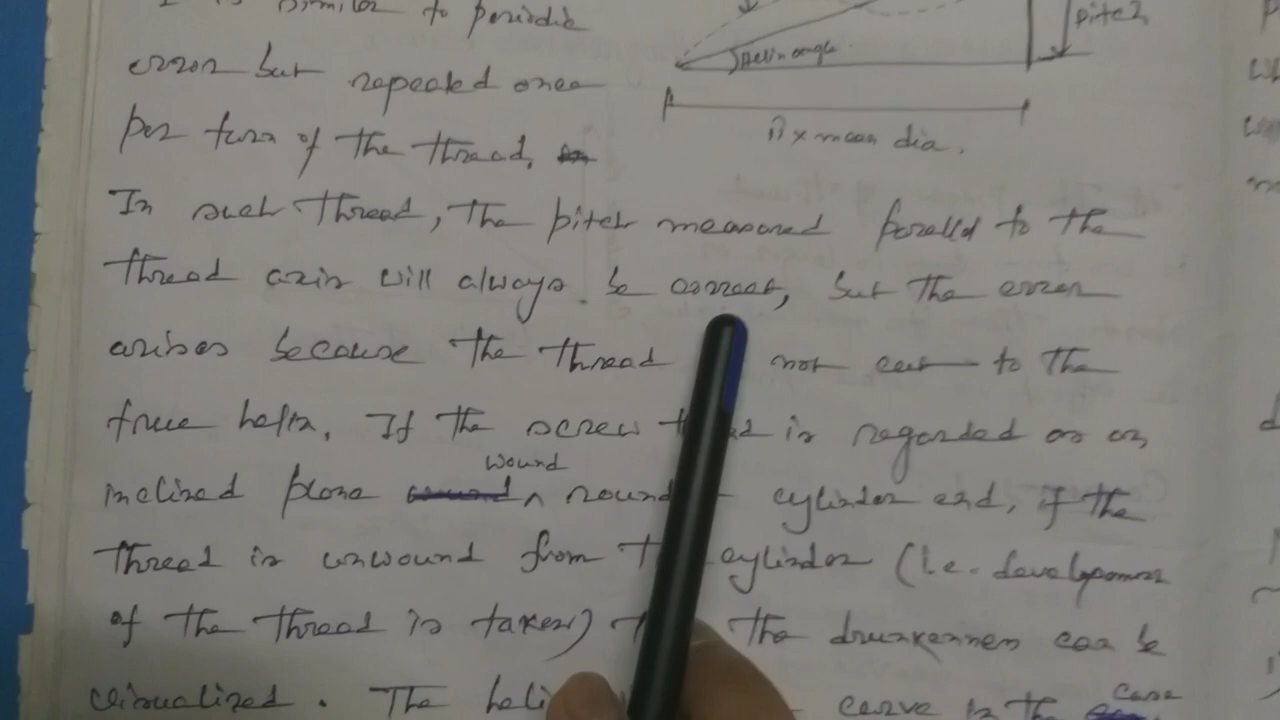 It is similar to periodic
error but repeated once
per turn of the thread,
In such thread, the pitch measured parallel to the
thread axis will always be correct, but the error
arises because the thread not cut to the
true helix. If the screw is regarded as an
inclined plane wound round cylinder and, if the
thread is unwound from cylinder (i.e. development
of the thread is taken) the drunkenness can be
visualized. The curve in the case
helix angle
pitch
π × mean dia.